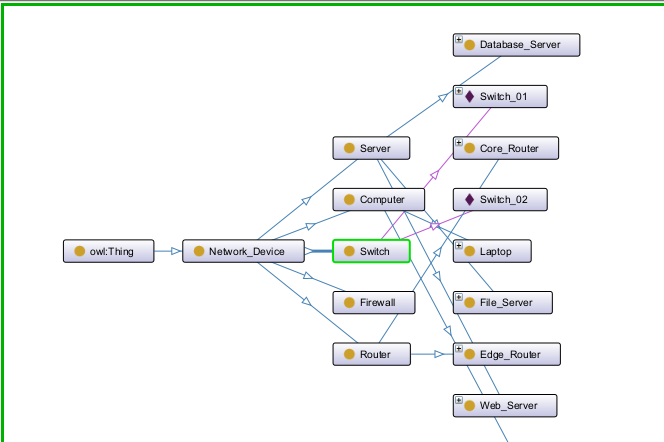 Database_Server
Switch_01
Server
Core_Router
Computer
Switch_02
owl:Thing
Network_Device
Switch
Laptop
Firewall
File_Server
Router
Edge_Router
Web_Server